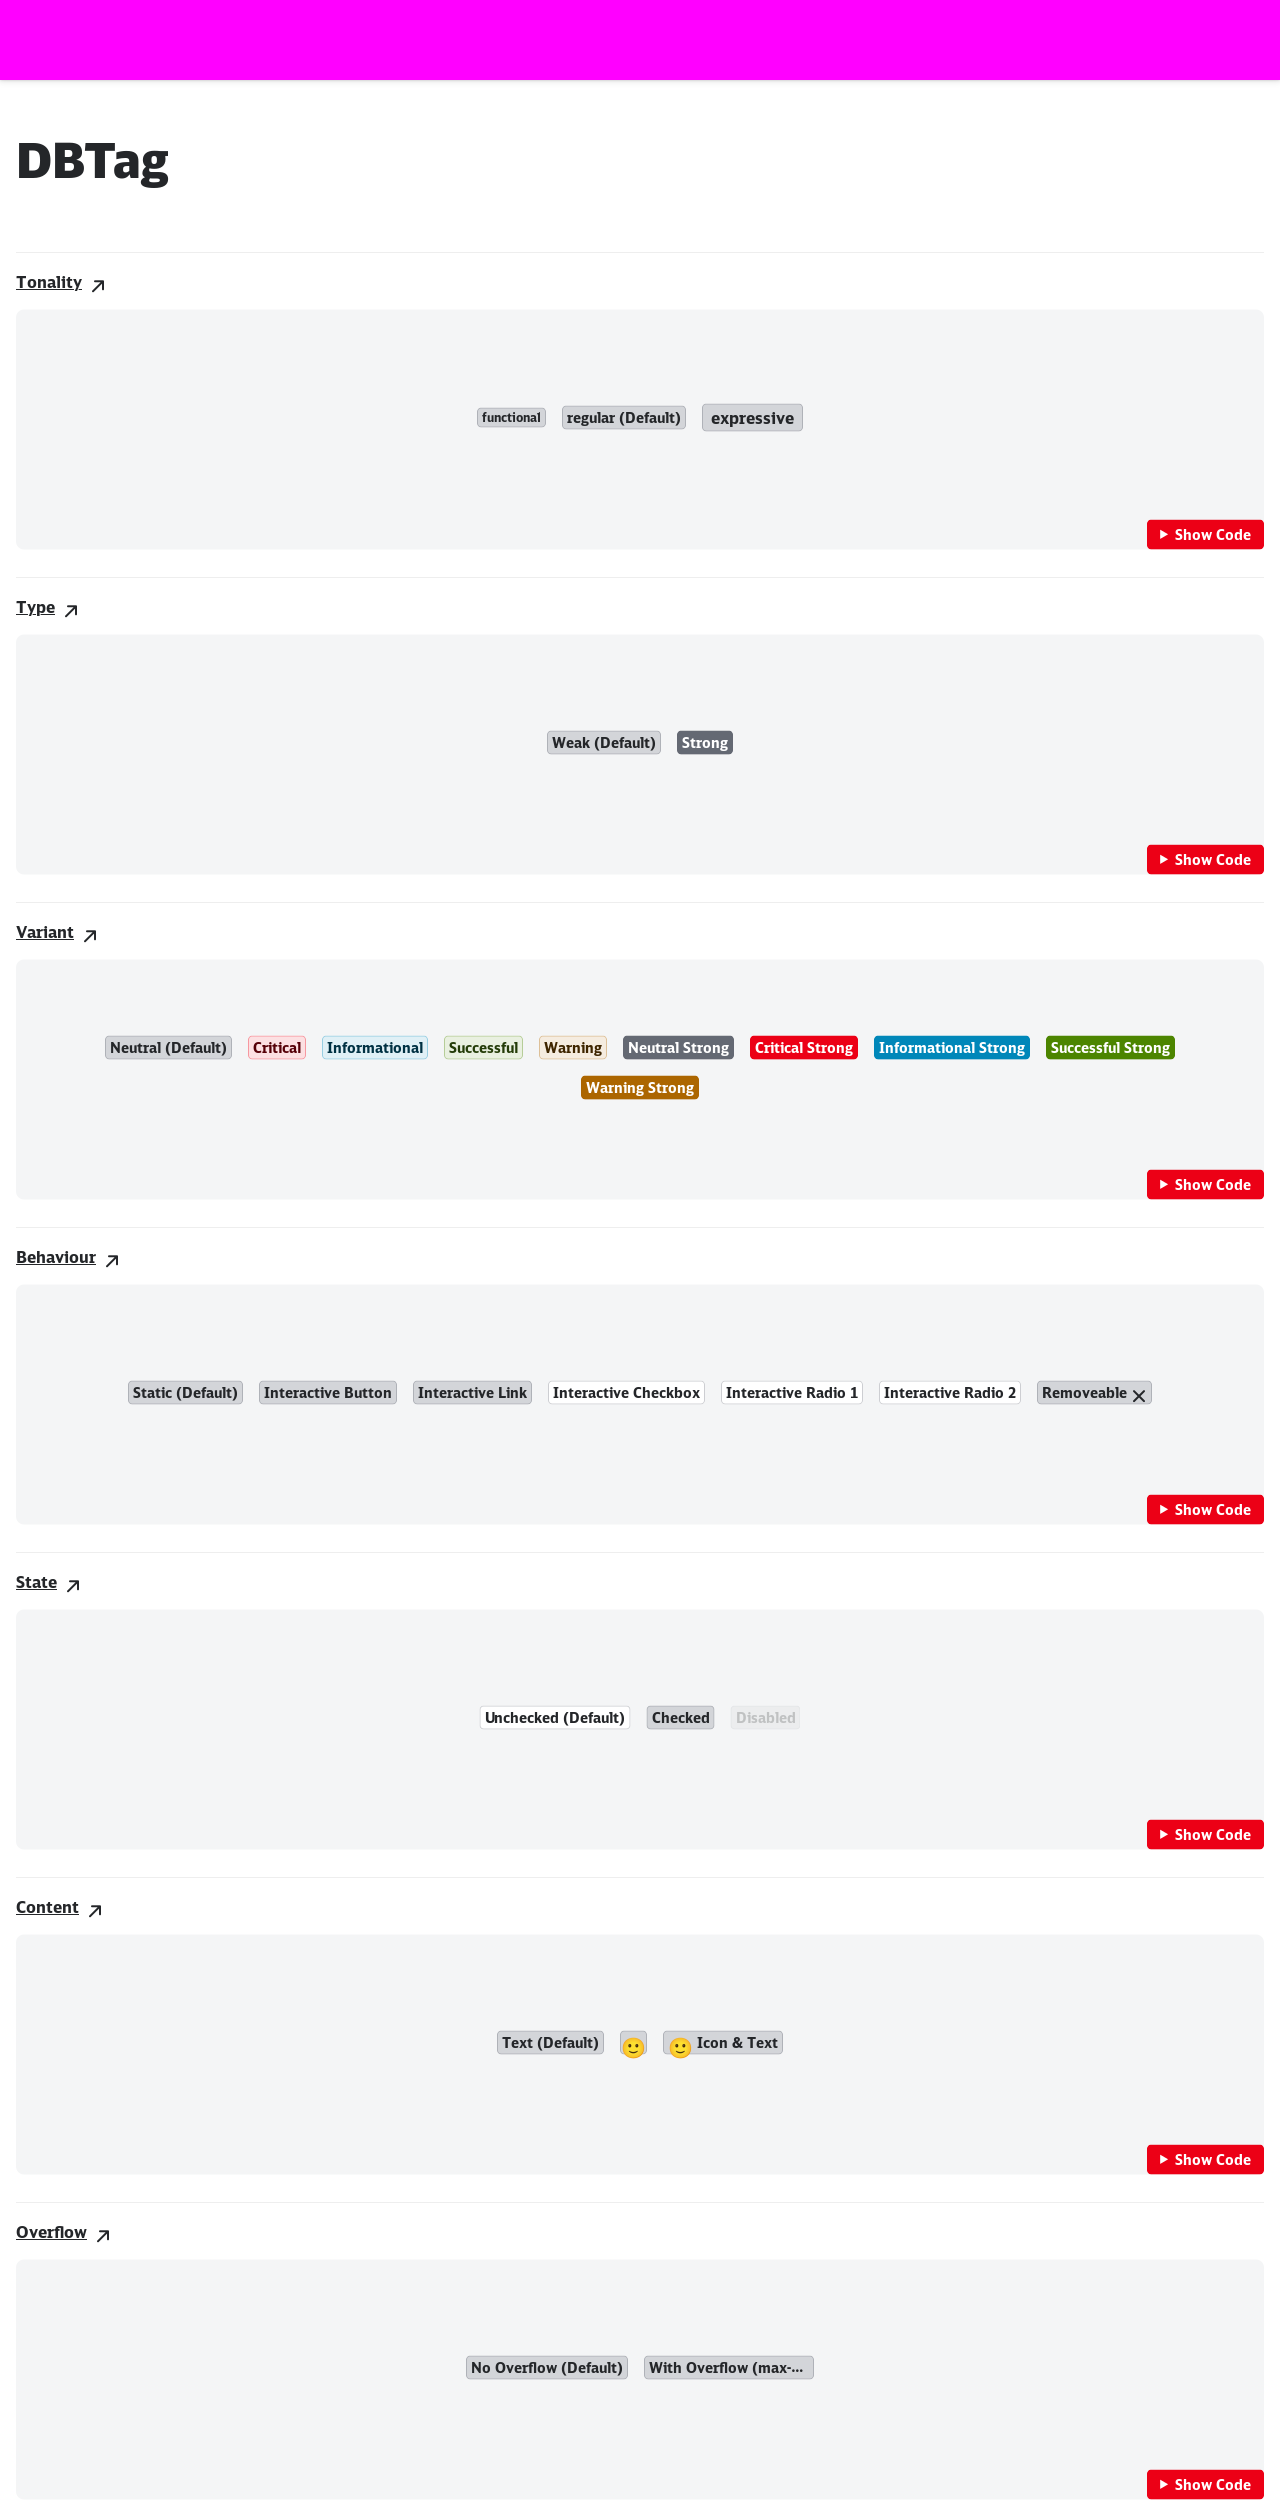 DBTag
Tonality
functional regular (Default) expressive
Show Code
Type
Weak (Default) Strong
Show Code
Variant
Neutral (Default) Critical Informational Successful Warning Neutral Strong Critical Strong Informational Strong Successful Strong
Warning Strong
Show Code
Behaviour
Static (Default) Interactive Button Interactive Link Interactive Checkbox Interactive Radio 1 Interactive Radio 2 Removeable
Show Code
State
Unchecked (Default) Checked Disabled
Show Code
Content
Text (Default) 🙂 🙂 Icon & Text
Show Code
Overflow
No Overflow (Default) With Overflow (max-...
Show Code